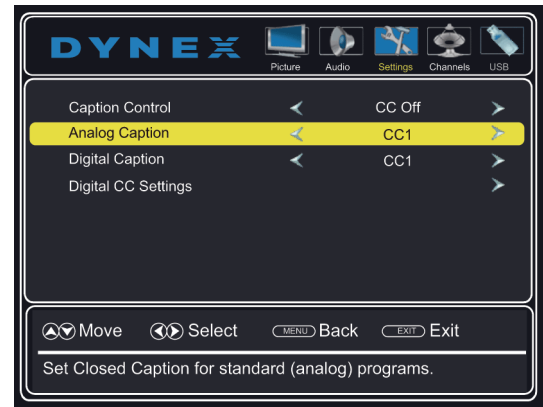 DYNEX
Picture Audio Settings Channels USB
Caption Control CC Off
Analog Caption CC1
Digital Caption CC1
Digital CC Settings
Move Select MENU Back EXIT Exit
Set Closed Caption for standard (analog) programs.